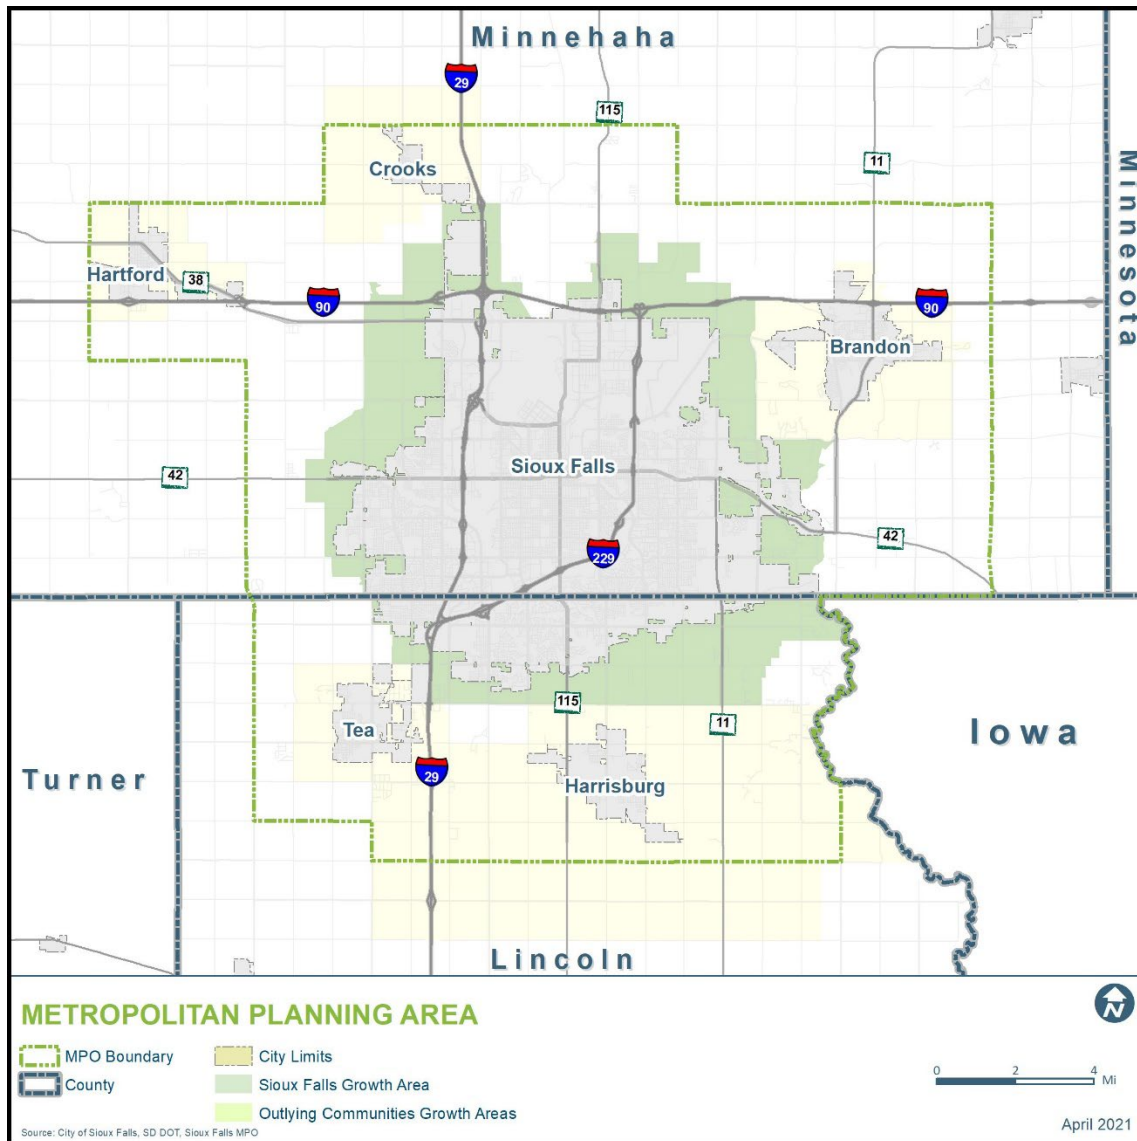 Minnehaha
29
115
11
Minnesota
Crooks
Hartford
38
90
90
Brandon
Sioux Falls
42
42
229
115
11
Tea
29
Harrisburg
Iowa
Turner
Lincoln
METROPOLITAN PLANNING AREA
MPO Boundary
County
City Limits
Sioux Falls Growth Area
Outlying Communities Growth Areas
N
0 2 4
Mi
Source: City of Sioux Falls, SD DOT, Sioux Falls MPO
April 2021